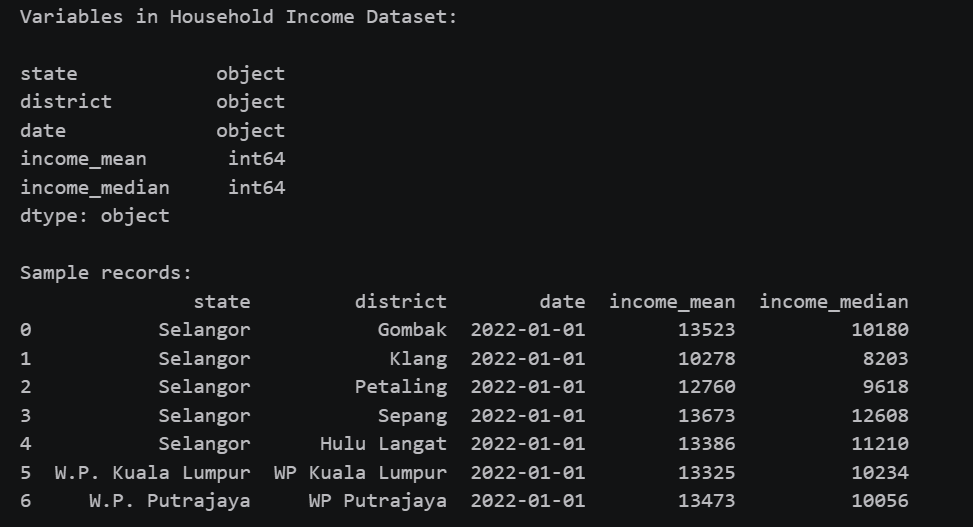 Variables in Household Income Dataset:
state object
district object
date object
income_mean int64
income_median int64
dtype: object
Sample records:
state district date income_mean income_median
0 Selangor Gombak 2022-01-01 13523 10180
1 Selangor Klang 2022-01-01 10278 8203
2 Selangor Petaling 2022-01-01 12760 9618
3 Selangor Sepang 2022-01-01 13673 12608
4 Selangor Hulu Langat 2022-01-01 13386 11210
5 W.P. Kuala Lumpur WP Kuala Lumpur 2022-01-01 13325 10234
6 W.P. Putrajaya WP Putrajaya 2022-01-01 13473 10056